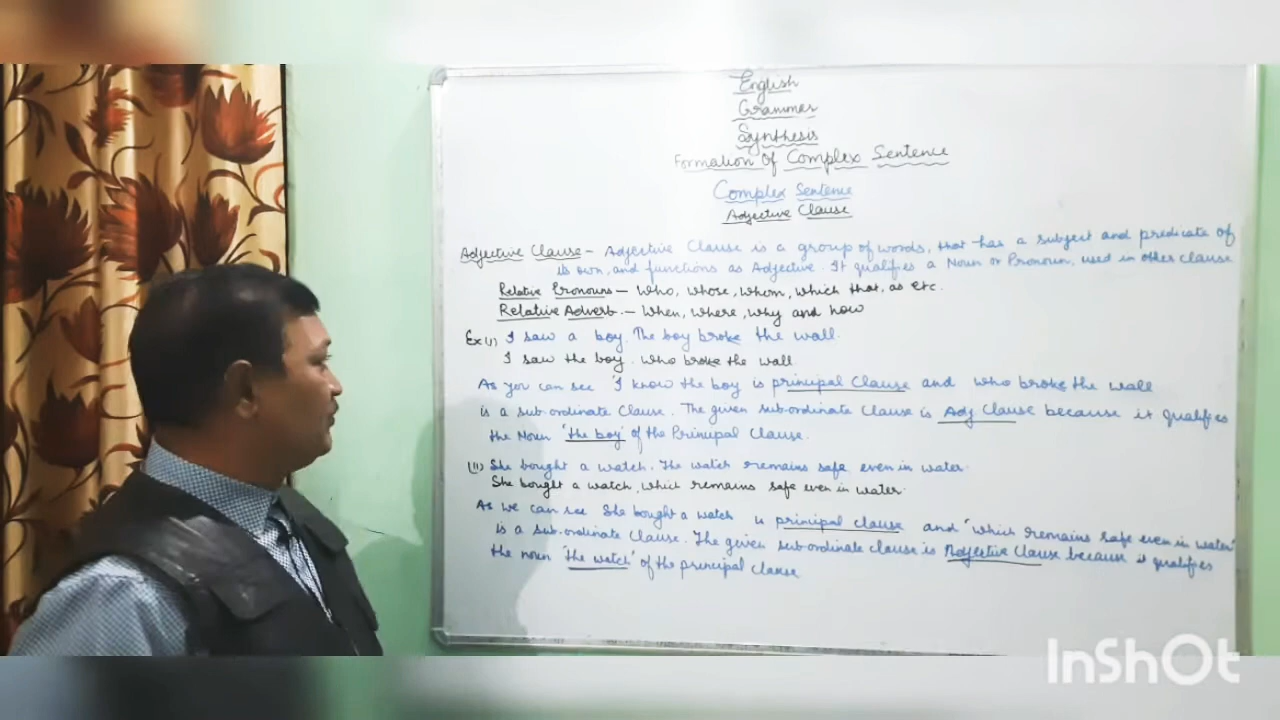 English
Grammer
Synthesis
Formation of Complex Sentence
Complex Sentence
Adjective Clause
Adjective Clause – Adjective Clause is a group of words, that has a subject and predicate of
its own, and functions as Adjective. It qualifies a Noun or Pronoun, used in other clause
Relative Pronouns – Who, whose, whom, which that, as etc.
Relative Adverb. – When, where, why and how
Ex(i) I saw a boy. The boy broke the wall.
I saw the boy. who broke the wall
As you can see 'I know the boy is principal Clause and who broke the wall
is a sub-ordinate Clause. The given sub-ordinate Clause is Adj Clause because it qualifies
the Noun 'the boy' of the Principal Clause.
(ii) She bought a watch. The watch remains safe even in water.
She bought a watch, which remains safe even in water.
As we can see She bought a watch is principal clause and 'which remains safe even in water'
is a sub-ordinate Clause. The given sub-ordinate clause is Adjective Clause because it qualifies
the noun 'the watch' of the principal clause
InShOt